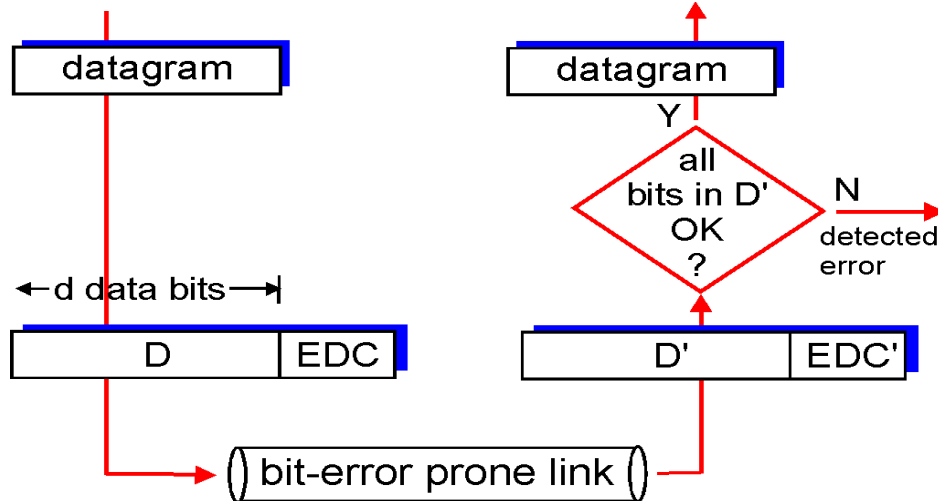 datagram
d data bits
D
EDC
bit-error prone link
datagram
Y
all
bits in D'
OK
?
N
detected
error
D'
EDC'